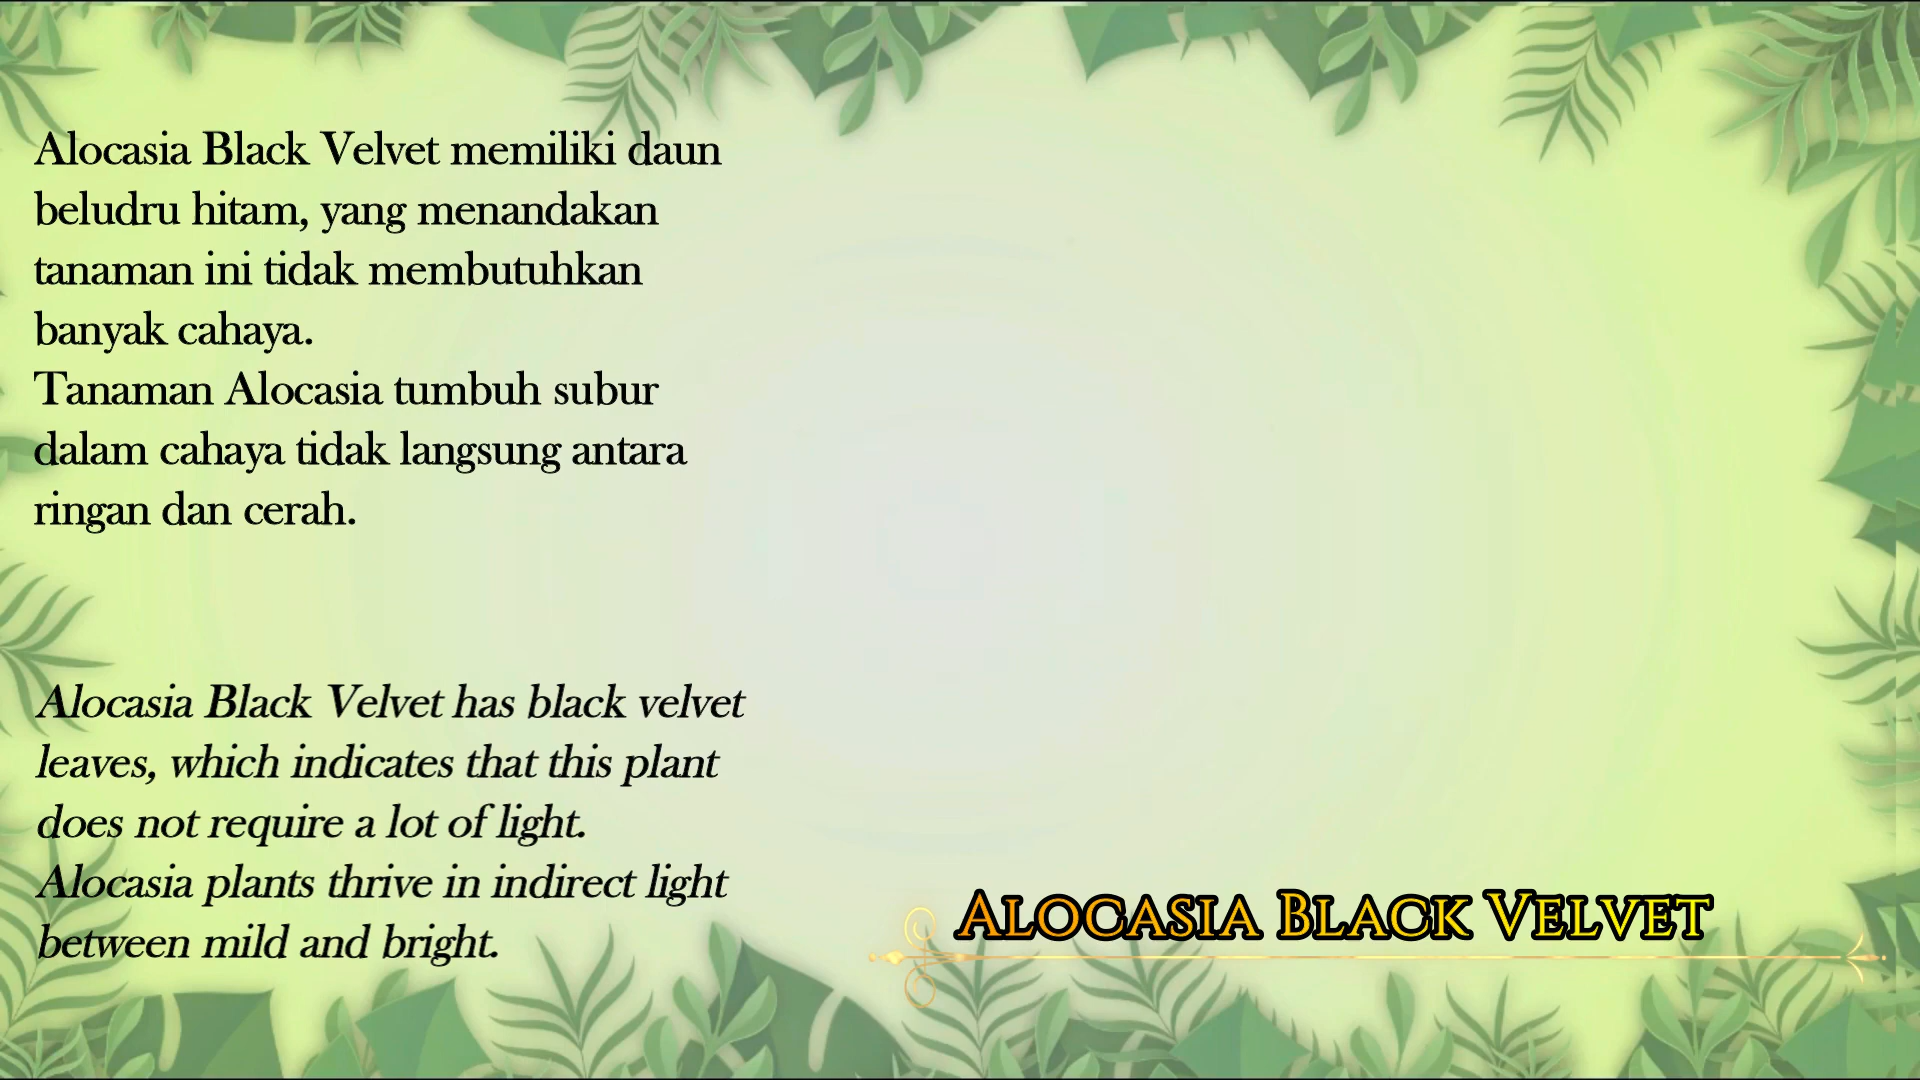 Alocasia Black Velvet memiliki daun
beludru hitam, yang menandakan
tanaman ini tidak membutuhkan
banyak cahaya.
Tanaman Alocasia tumbuh subur
dalam cahaya tidak langsung antara
ringan dan cerah.
Alocasia Black Velvet has black velvet
leaves, which indicates that this plant
does not require a lot of light.
Alocasia plants thrive in indirect light
between mild and bright.
Alocasia Black Velvet